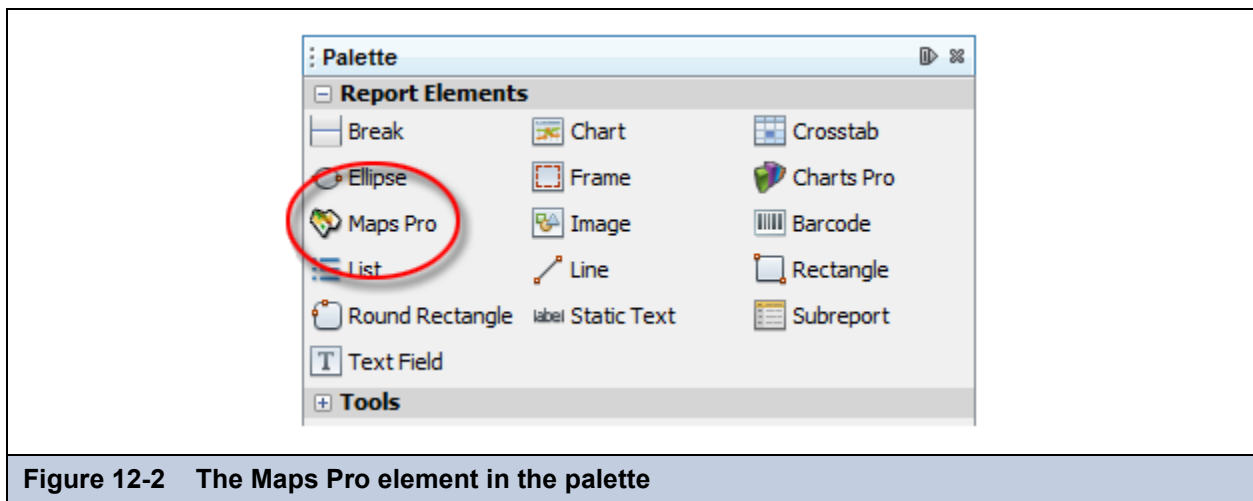 Palette
Report Elements
Break Chart Crosstab
Ellipse Frame Charts Pro
Maps Pro Image Barcode
List Line Rectangle
Round Rectangle label Static Text Subreport
T Text Field
Tools
Figure 12-2 The Maps Pro element in the palette